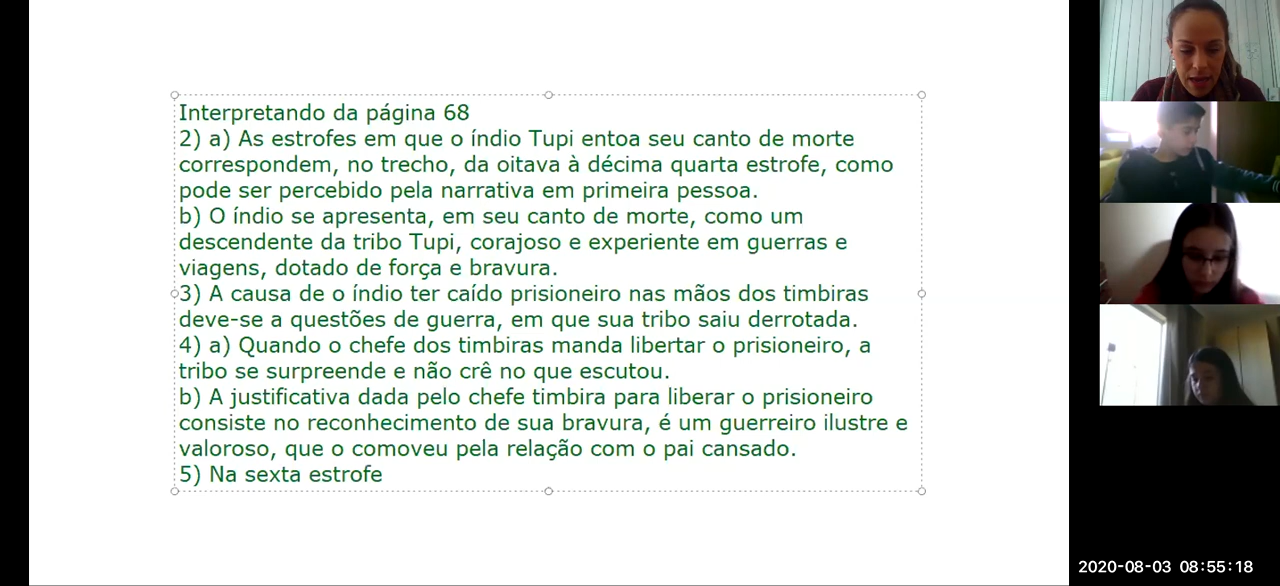 Interpretando da página 68
2) a) As estrofes em que o índio Tupi entoa seu canto de morte
correspondem, no trecho, da oitava à décima quarta estrofe, como
pode ser percebido pela narrativa em primeira pessoa.
b) O índio se apresenta, em seu canto de morte, como um
descendente da tribo Tupi, corajoso e experiente em guerras e
viagens, dotado de força e bravura.
3) A causa de o índio ter caído prisioneiro nas mãos dos timbiras
deve-se a questões de guerra, em que sua tribo saiu derrotada.
4) a) Quando o chefe dos timbiras manda libertar o prisioneiro, a
tribo se surpreende e não crê no que escutou.
b) A justificativa dada pelo chefe timbira para liberar o prisioneiro
consiste no reconhecimento de sua bravura, é um guerreiro ilustre e
valoroso, que o comoveu pela relação com o pai cansado.
5) Na sexta estrofe
2020-08-03 08:55:18